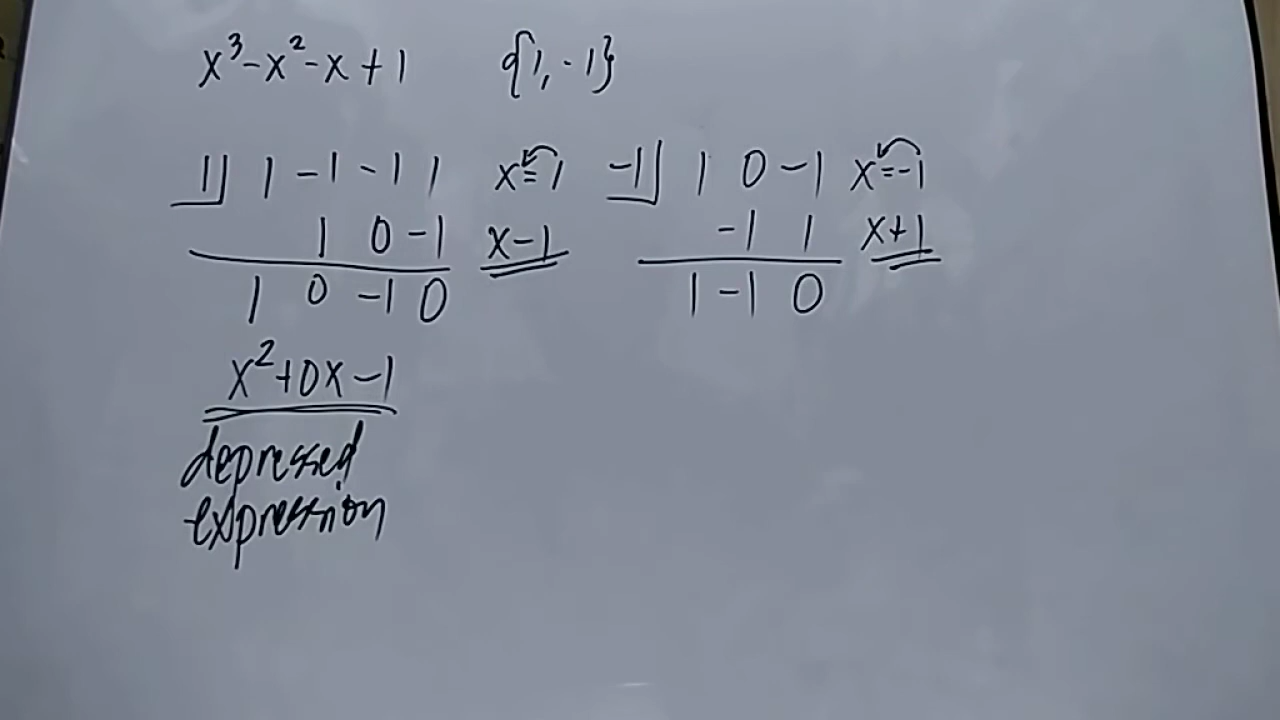 x³-x²-x+1 {1,-1}
1 1 -1 -1 1 x=1 -1 1 0 -1 x=-1
1 0 -1 x-1 -1 1 x+1
1 0 -1 0 1 -1 0
x²+0x-1
depressed
expression